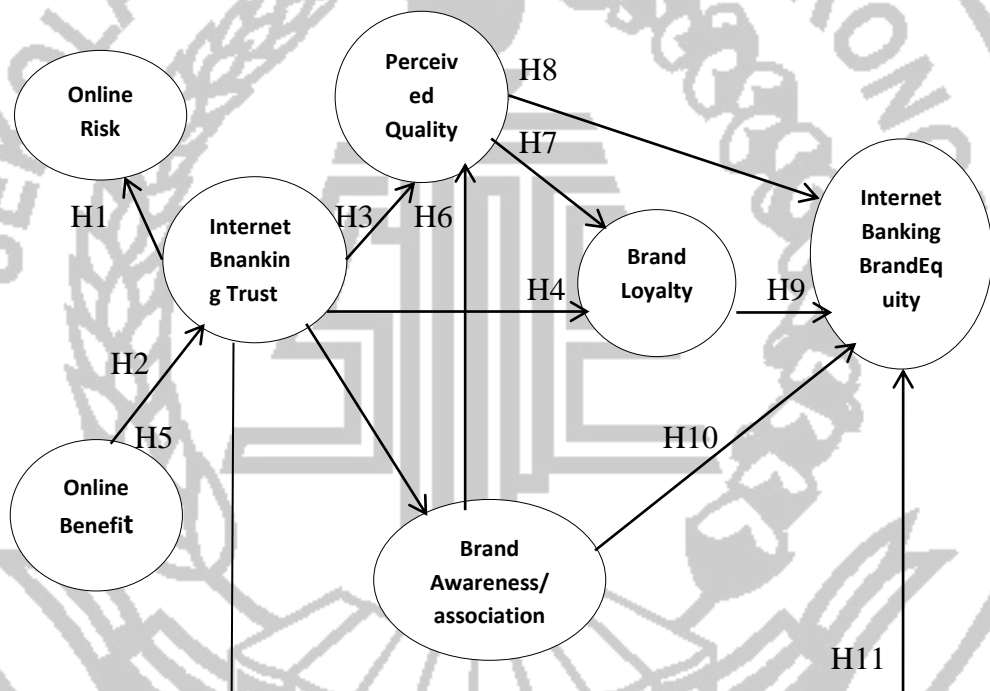 Online
Risk
Perceiv
ed
Quality
H8
H7
H1
Internet
Bnankin
g Trust
H3
H6
Internet
Banking
BrandEq
uity
Brand
Loyalty
H4
H9
H2
H5
H10
Online
Benefit
Brand
Awareness/
association
H11